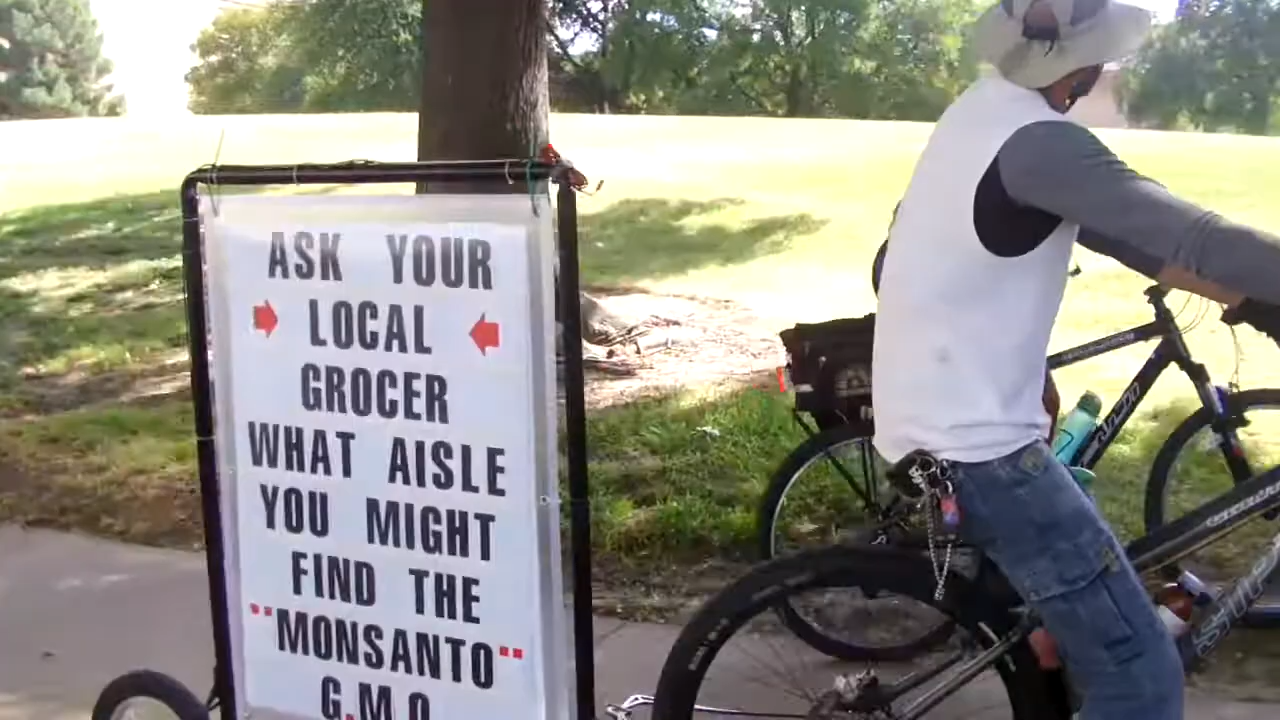 ASK YOUR
LOCAL
GROCER
WHAT AISLE
YOU MIGHT
FIND THE
"MONSANTO"
G.M.O